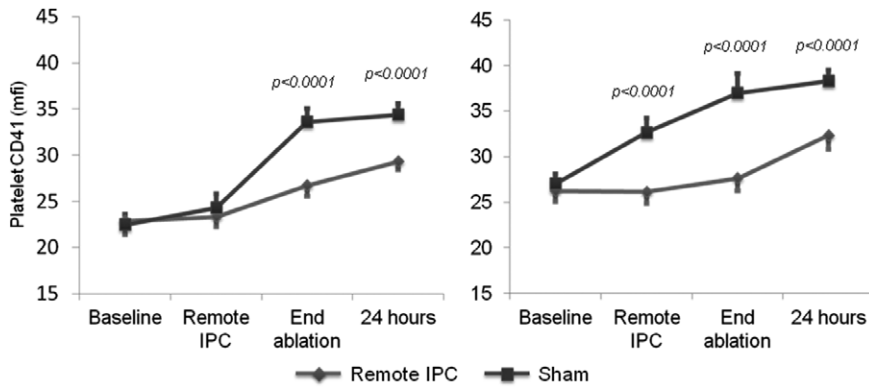 Platelet CD41 (mfi)
40
35
30
25
20
15
p<0.0001
p<0.0001
Baseline
Remote
IPC
End
ablation
24 hours
45
40
35
30
25
20
15
p<0.0001
p<0.0001
p<0.0001
Baseline
Remote
IPC
End
ablation
24 hours
Remote IPC
Sham